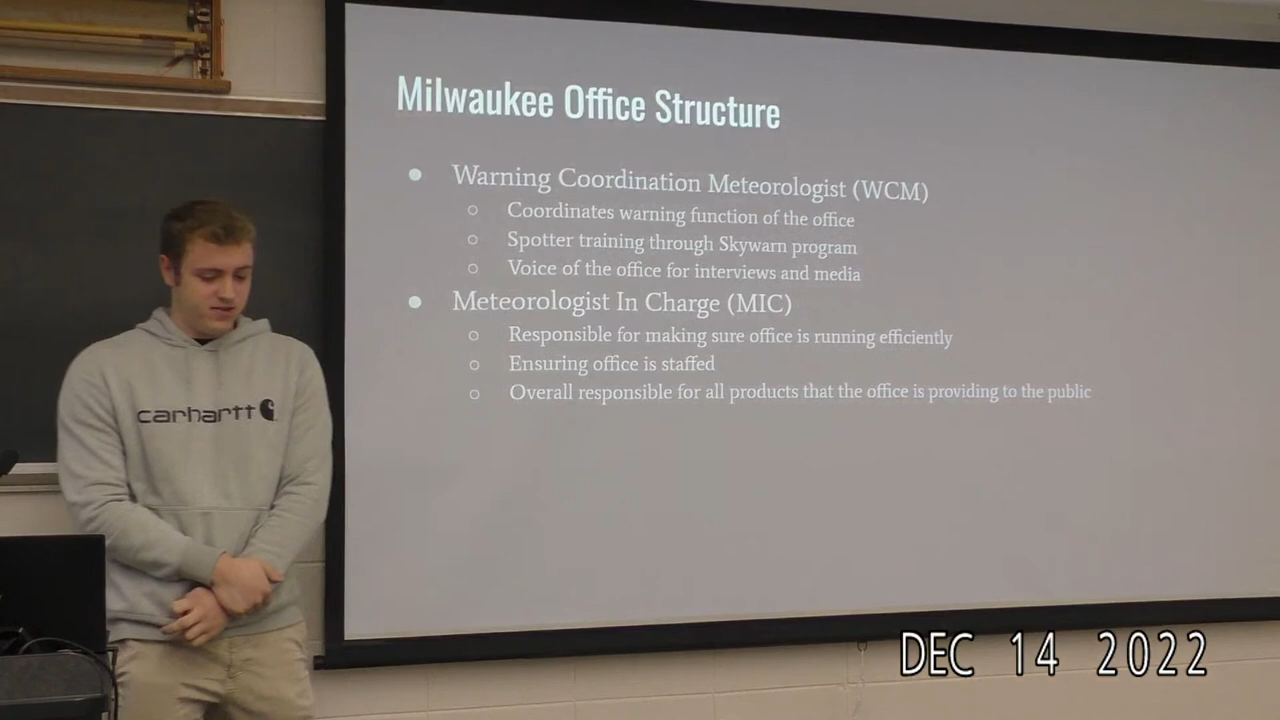 Milwaukee Office Structure
● Warning Coordination Meteorologist (WCM)
○ Coordinates warning function of the office
○ Spotter training through Skywarn program
○ Voice of the office for interviews and media
● Meteorologist In Charge (MIC)
○ Responsible for making sure office is running efficiently
○ Ensuring office is staffed
○ Overall responsible for all products that the office is providing to the public
carhartt
DEC 14 2022